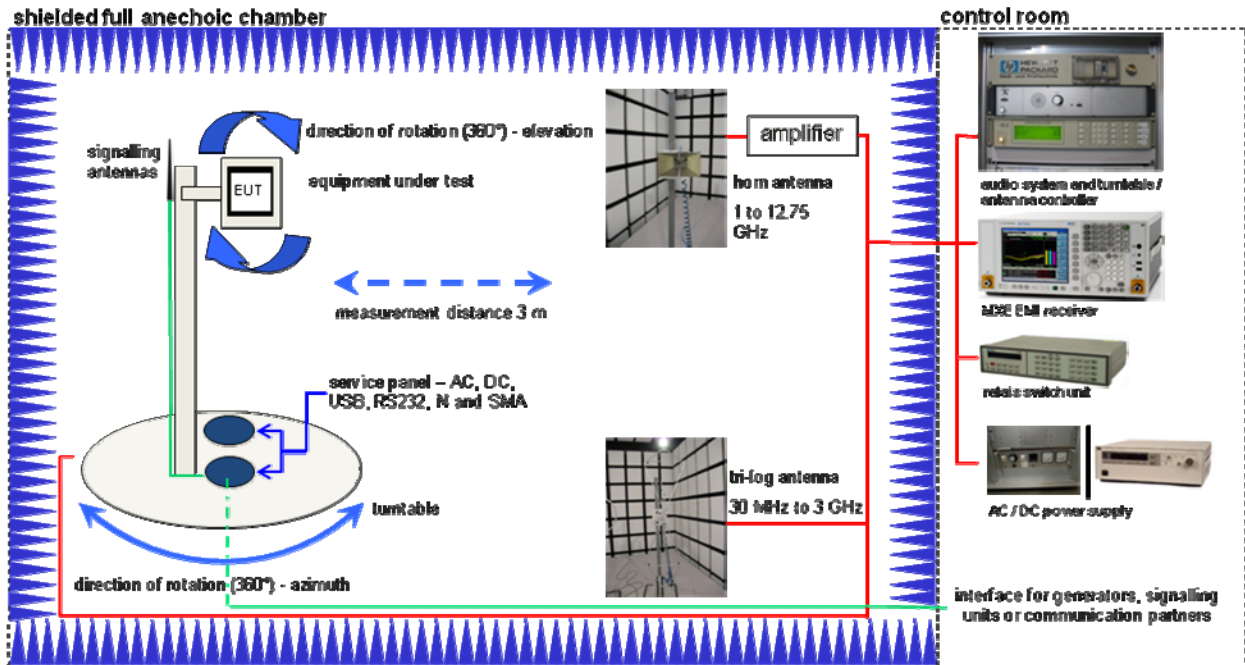 shielded full anechoic chamber
control room
HEWLETT
PACKARD
direction of rotation (360°) - elevation
signalling
antennas
EUT
equipment under test
amplifier
horn antenna
1 to 12.75
GHz
audio system and turntable /
antenna controller
measurement distance 3 m
MXE EMI receiver
service panel – AC, DC,
USB, RS232, N and SMA
relais switch unit
tri-log antenna
30 MHz to 3 GHz
turntable
AC / DC power supply
direction of rotation (360°) - azimuth
interface for generators, signalling
units or communication partners